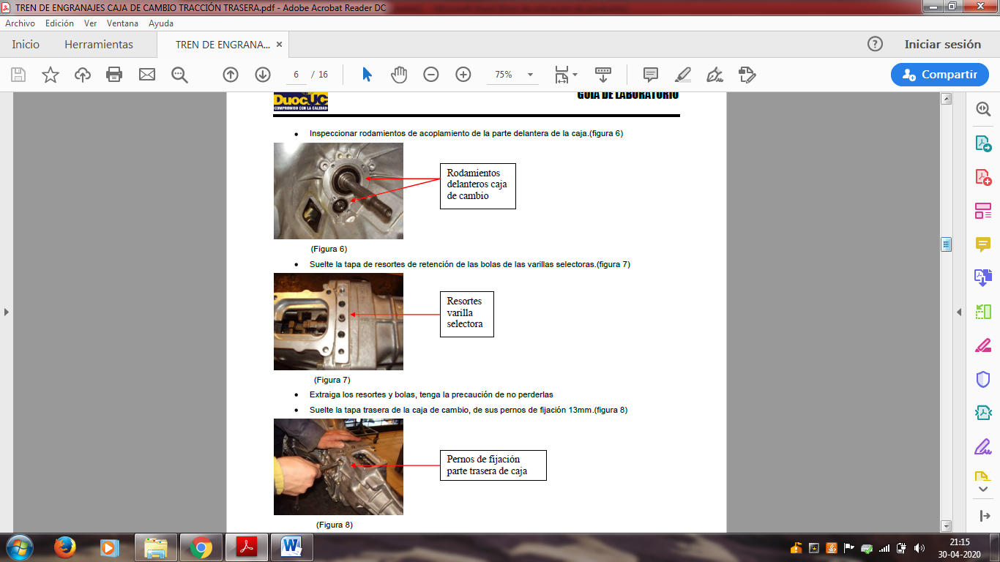 TREN DE ENGRANAJES CAJA DE CAMBIO TRACCIÓN TRASERA.pdf - Adobe Acrobat Reader DC
Archivo Edición Ver Ventana Ayuda
Inicio Herramientas TREN DE ENGRANA... ×
Iniciar sesión
6 / 16
75%
Compartir
DuocUC
COMPROMISO CON LA CALIDAD
GUIA DE LABORATORIO
• Inspeccionar rodamientos de acoplamiento de la parte delantera de la caja.(figura 6)
Rodamientos
delanteros caja
de cambio
(Figura 6)
• Suelte la tapa de resortes de retención de las bolas de las varillas selectoras.(figura 7)
Resortes
varilla
selectora
(Figura 7)
• Extraiga los resortes y bolas, tenga la precaución de no perderlas
• Suelte la tapa trasera de la caja de cambio, de sus pernos de fijación 13mm.(figura 8)
Pernos de fijación
parte trasera de caja
(Figura 8)
21:15
30-04-2020